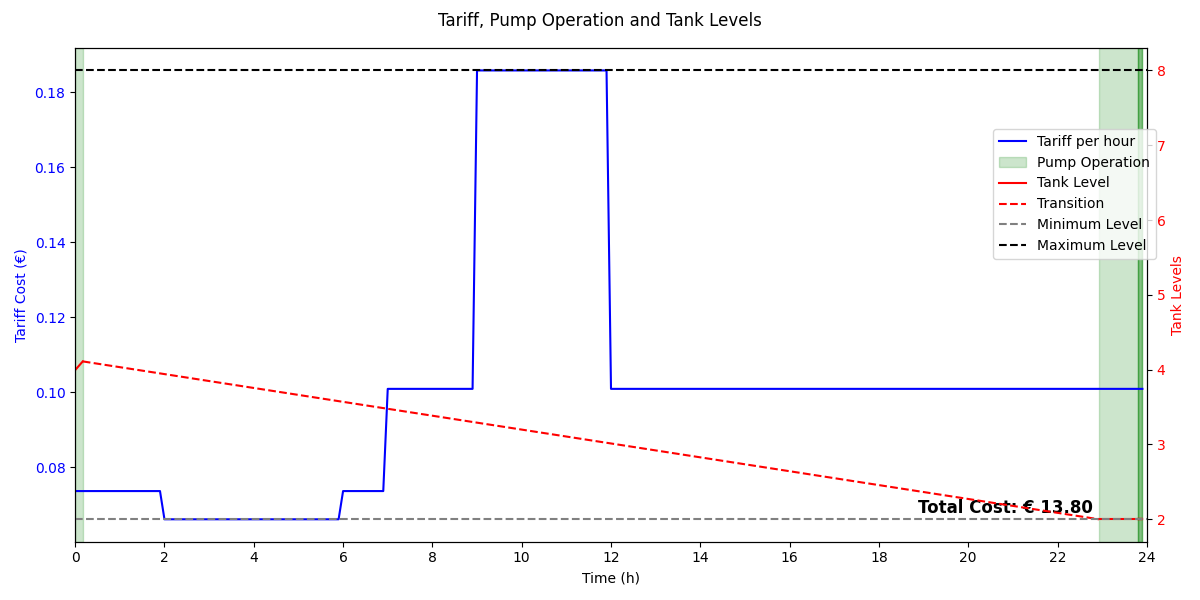 Tariff, Pump Operation and Tank Levels
Tariff Cost (€)
0.18
0.16
0.14
0.12
0.10
0.08
8
7
6
5
4
3
2
Tank Levels
Tariff per hour
Pump Operation
Tank Level
Transition
Minimum Level
Maximum Level
Total Cost: € 13.80
0 2 4 6 8 10 12 14 16 18 20 22 24
Time (h)